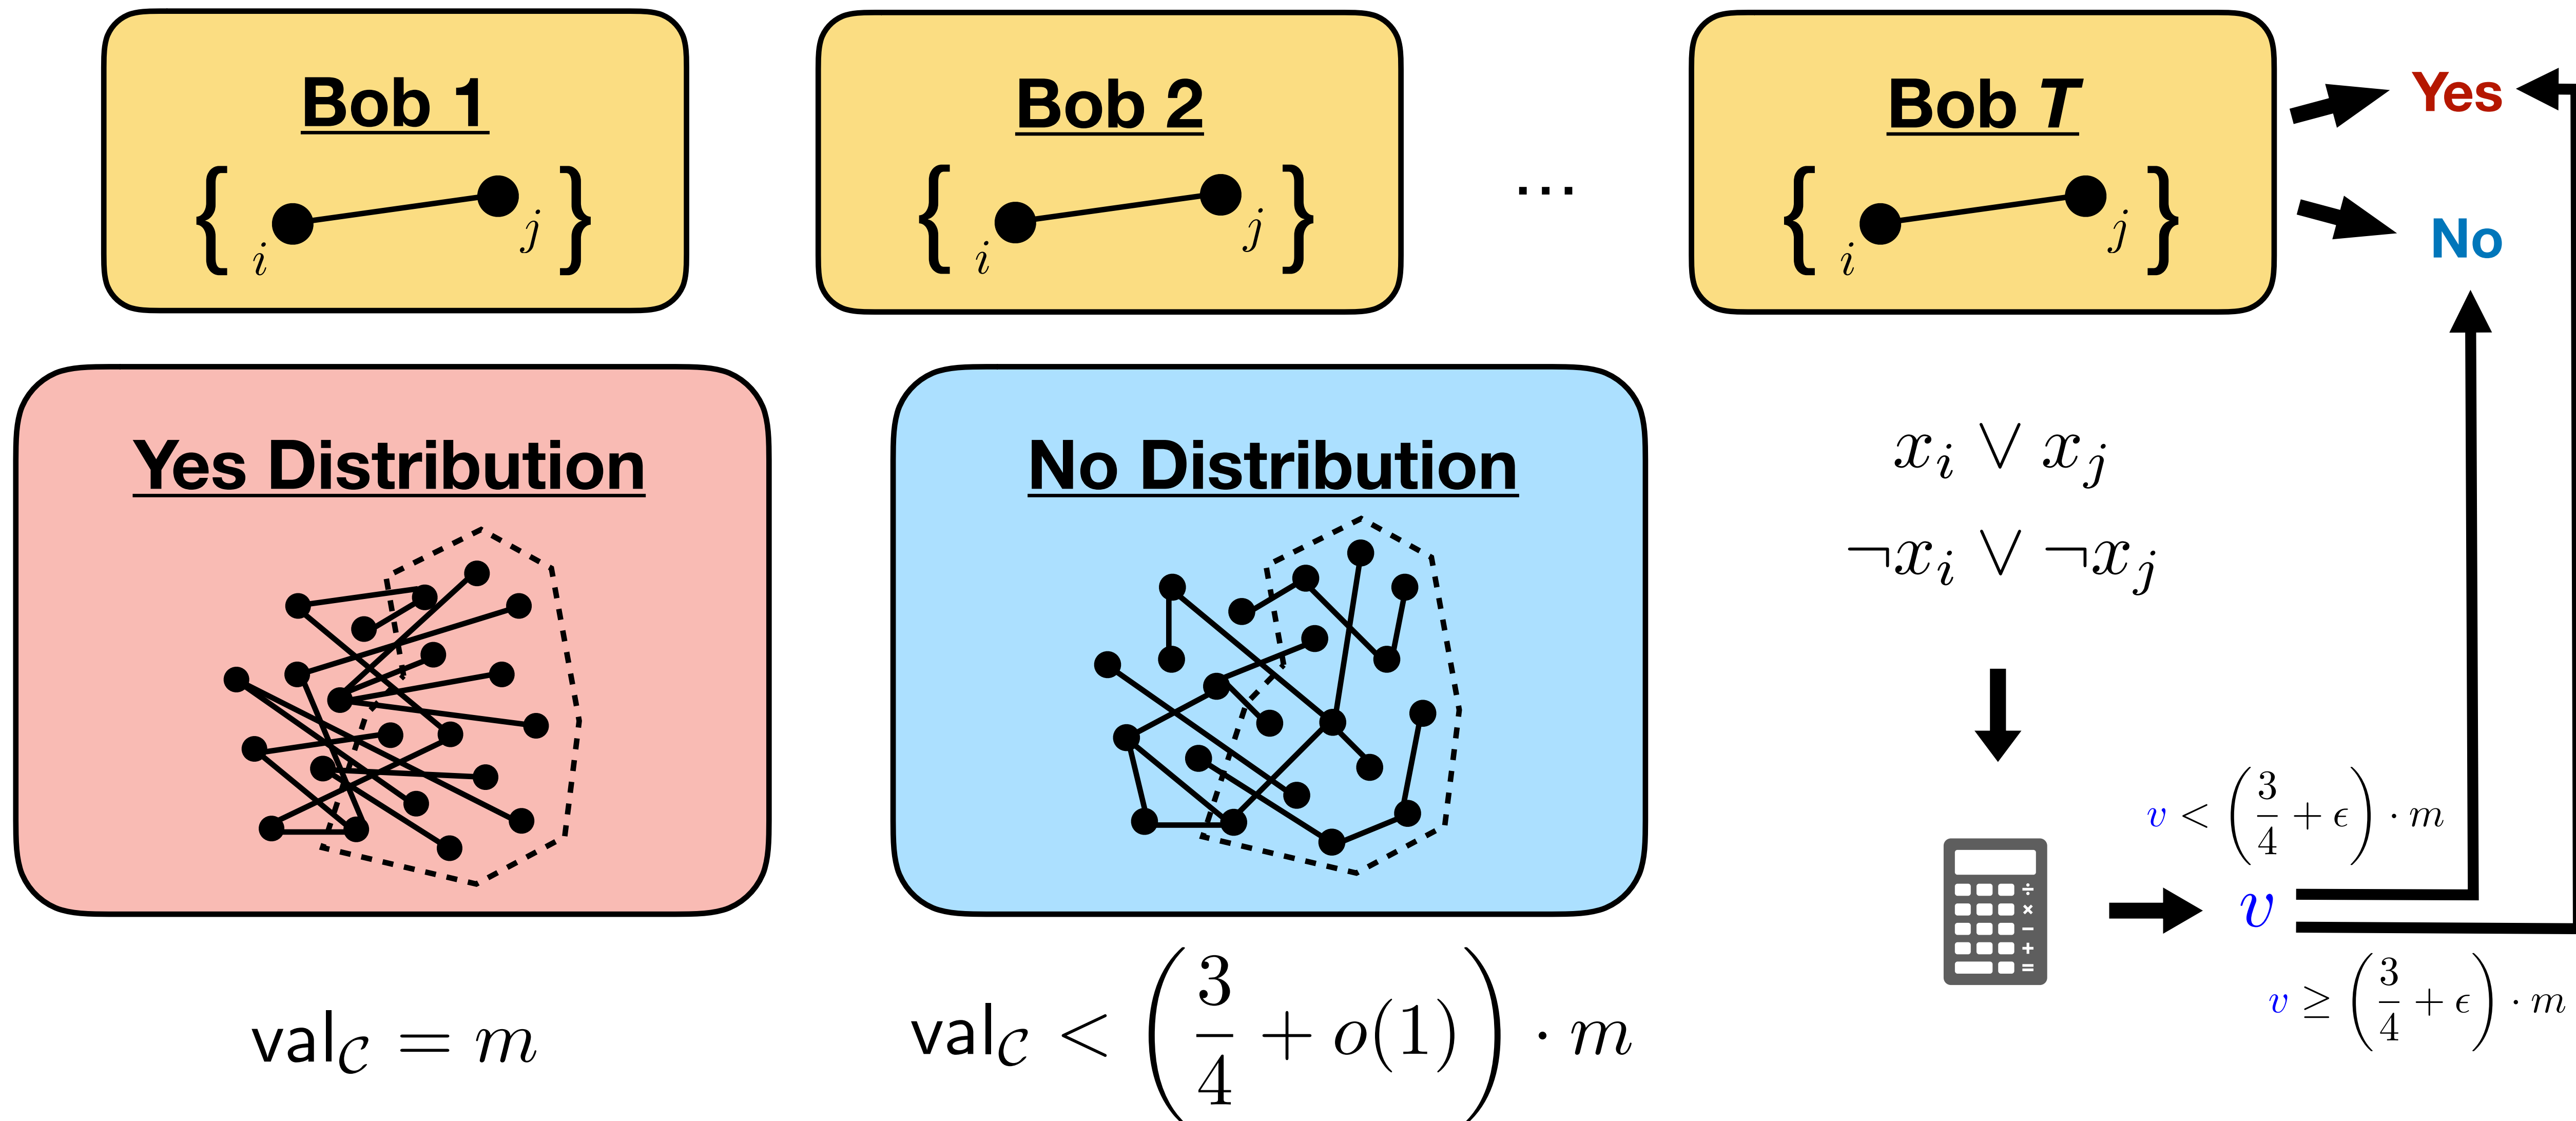 Bob 1
{ i j }
Bob 2
{ i j }
...
Bob T
{ i j }
Yes
No
Yes Distribution
val_𝒞 = m
No Distribution
val_𝒞 < (3/4 + o(1)) · m
x_i ∨ x_j
¬x_i ∨ ¬x_j
÷
×
−
+
=
v
v < (3/4 + ϵ) · m
v ≥ (3/4 + ϵ) · m